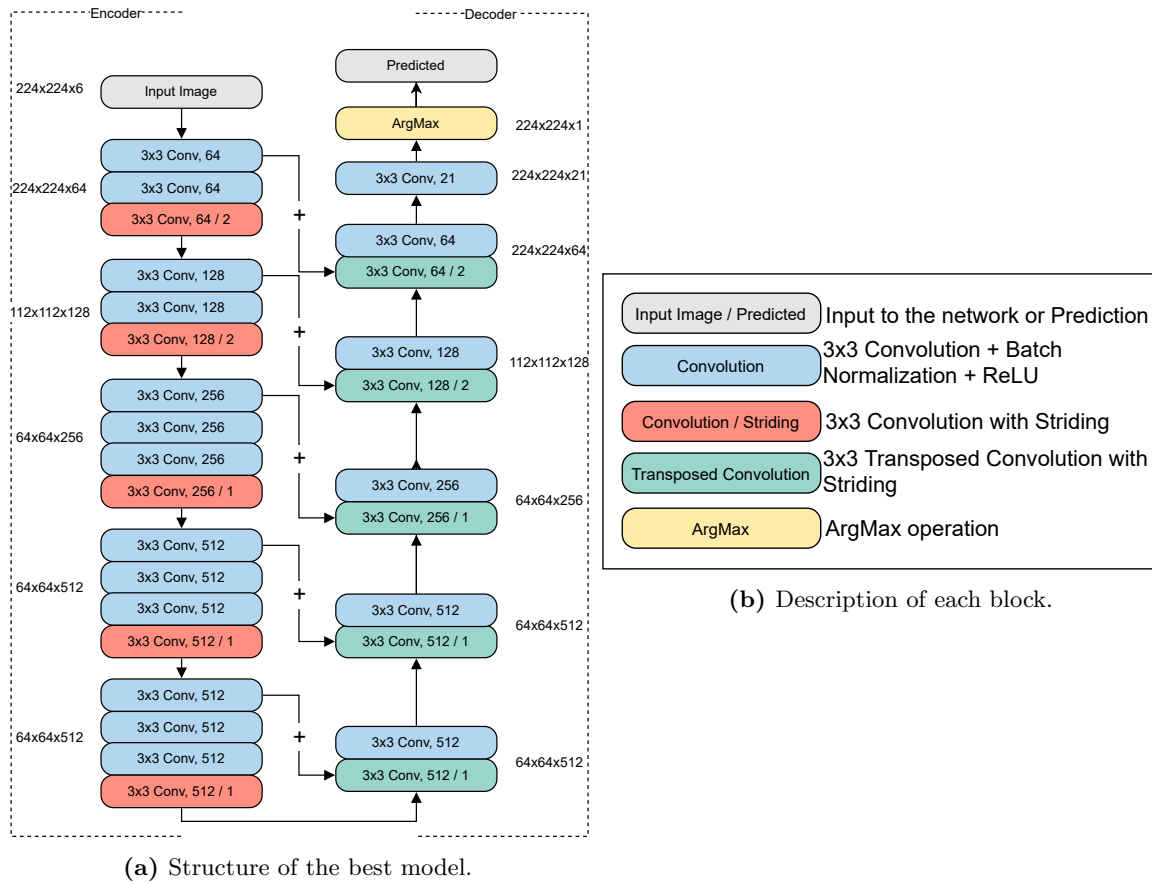 Encoder
224x224x6
Input Image
3x3 Conv, 64
224x224x64
3x3 Conv, 64
3x3 Conv, 64 / 2
3x3 Conv, 128
112x112x128
3x3 Conv, 128
3x3 Conv, 128 / 2
3x3 Conv, 256
64x64x256
3x3 Conv, 256
3x3 Conv, 256
3x3 Conv, 256 / 1
3x3 Conv, 512
64x64x512
3x3 Conv, 512
3x3 Conv, 512
3x3 Conv, 512 / 1
3x3 Conv, 512
64x64x512
3x3 Conv, 512
3x3 Conv, 512
3x3 Conv, 512 / 1
+
+
+
+
+
Decoder
Predicted
ArgMax
224x224x1
3x3 Conv, 21
224x224x21
3x3 Conv, 64
224x224x64
3x3 Conv, 64 / 2
3x3 Conv, 128
112x112x128
3x3 Conv, 128 / 2
3x3 Conv, 256
64x64x256
3x3 Conv, 256 / 1
3x3 Conv, 512
64x64x512
3x3 Conv, 512 / 1
3x3 Conv, 512
64x64x512
3x3 Conv, 512 / 1
(a) Structure of the best model.
Input Image / Predicted
Input to the network or Prediction
Convolution
3x3 Convolution + Batch
Normalization + ReLU
Convolution / Striding
3x3 Convolution with Striding
Transposed Convolution
3x3 Transposed Convolution with
Striding
ArgMax
ArgMax operation
(b) Description of each block.